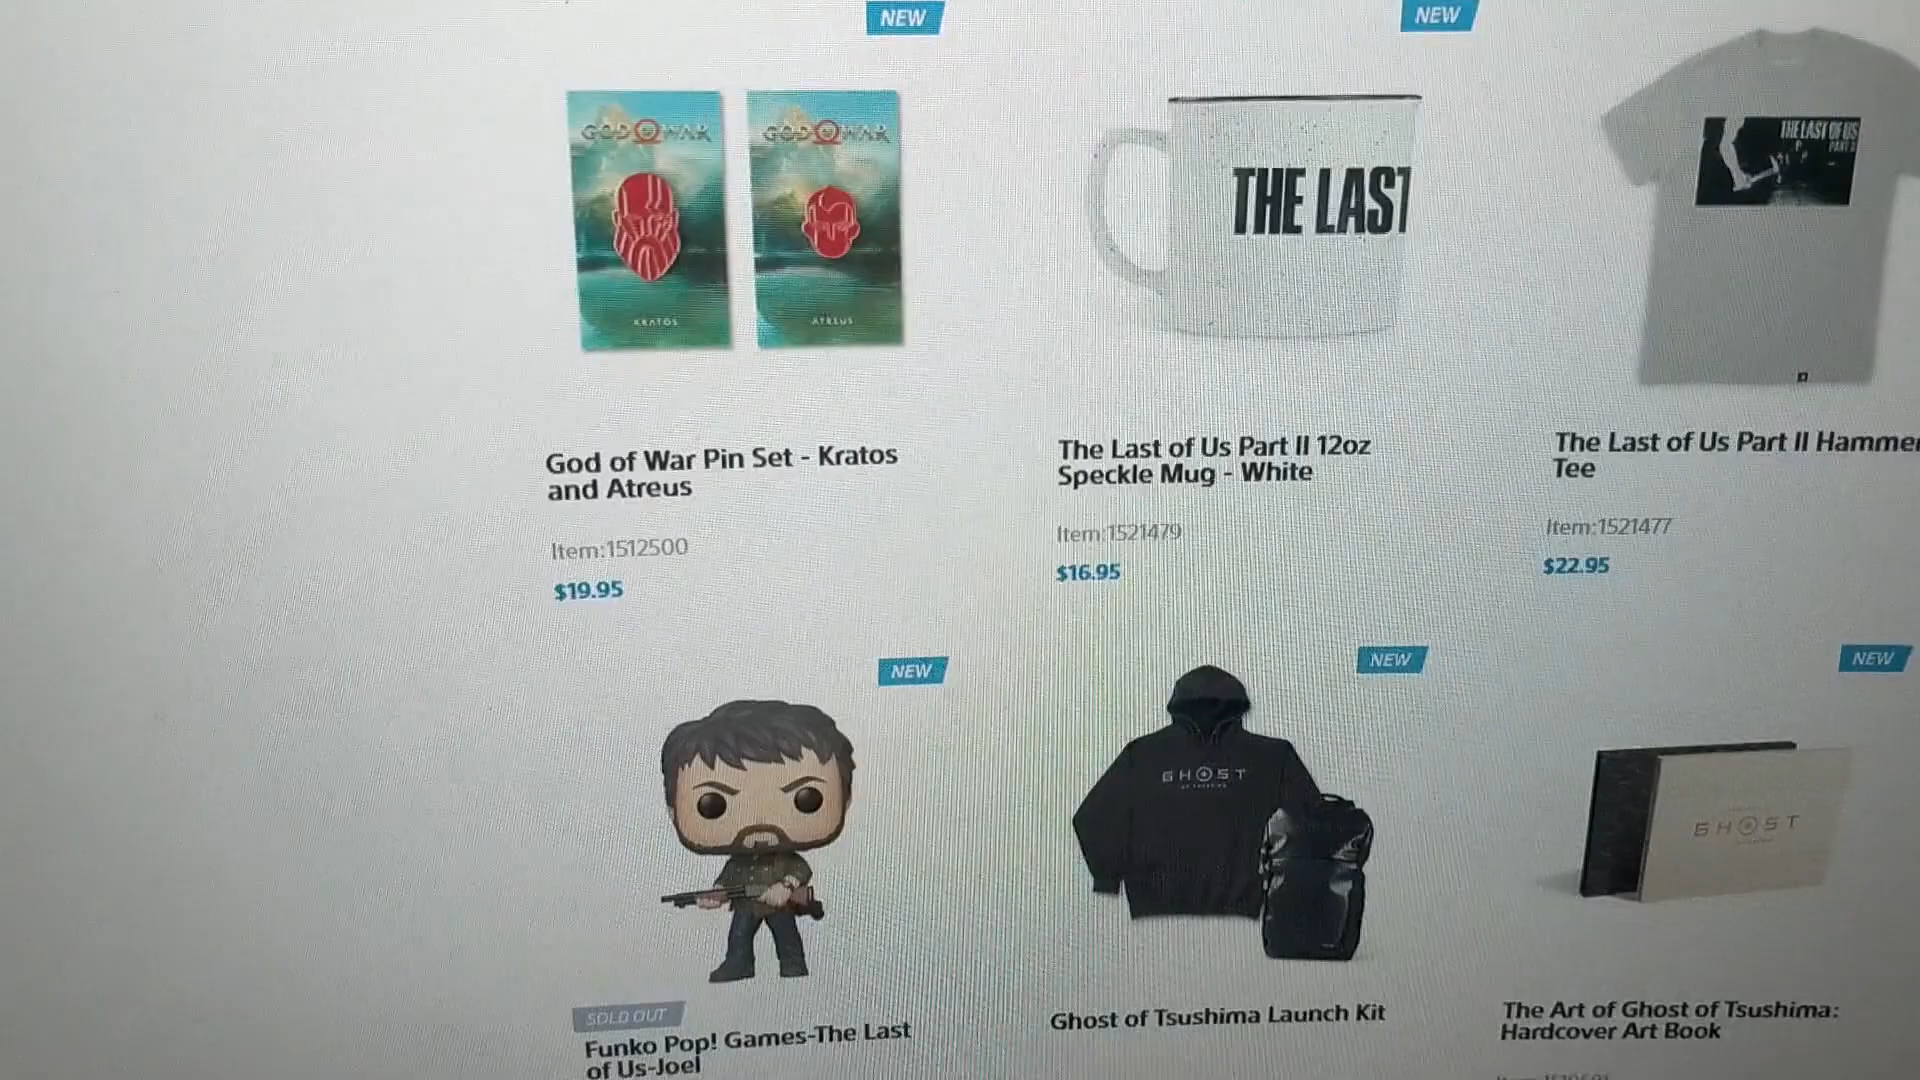 NEW
NEW
GOD OF WAR
GOD OF WAR
KRATOS
ATREUS
THE LAST
THE LAST OF US
PART II
God of War Pin Set - Kratos
and Atreus
Item:1512500
$19.95
The Last of Us Part II 12oz
Speckle Mug - White
Item:1521479
$16.95
The Last of Us Part II Hammer
Tee
Item:1521477
$22.95
NEW
NEW
NEW
GHOST
GHOST
SOLD OUT
Funko Pop! Games-The Last
of Us-Joel
Ghost of Tsushima Launch Kit
The Art of Ghost of Tsushima:
Hardcover Art Book